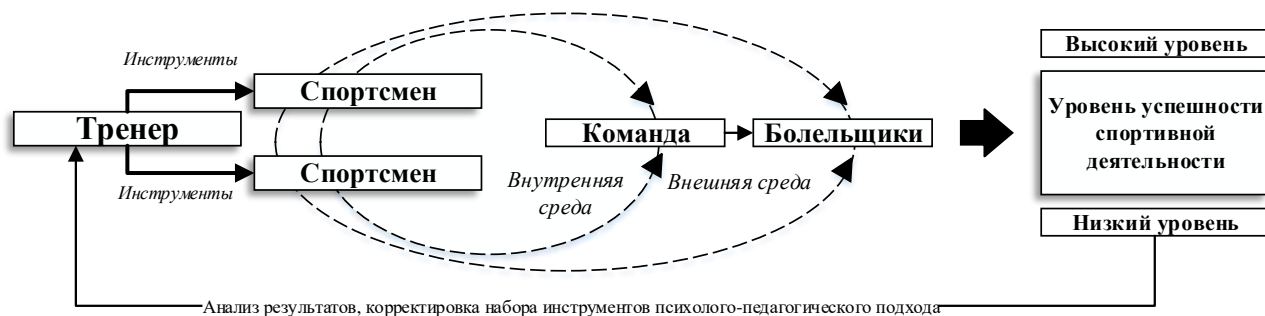 Инструменты
Спортсмен
Тренер
Спортсмен
Инструменты
Команда
Болельщики
Внутренняя
среда
Внешняя среда
Высокий уровень
Уровень успешности
спортивной
деятельности
Низкий уровень
Анализ результатов, корректировка набора инструментов психолого-педагогического подхода